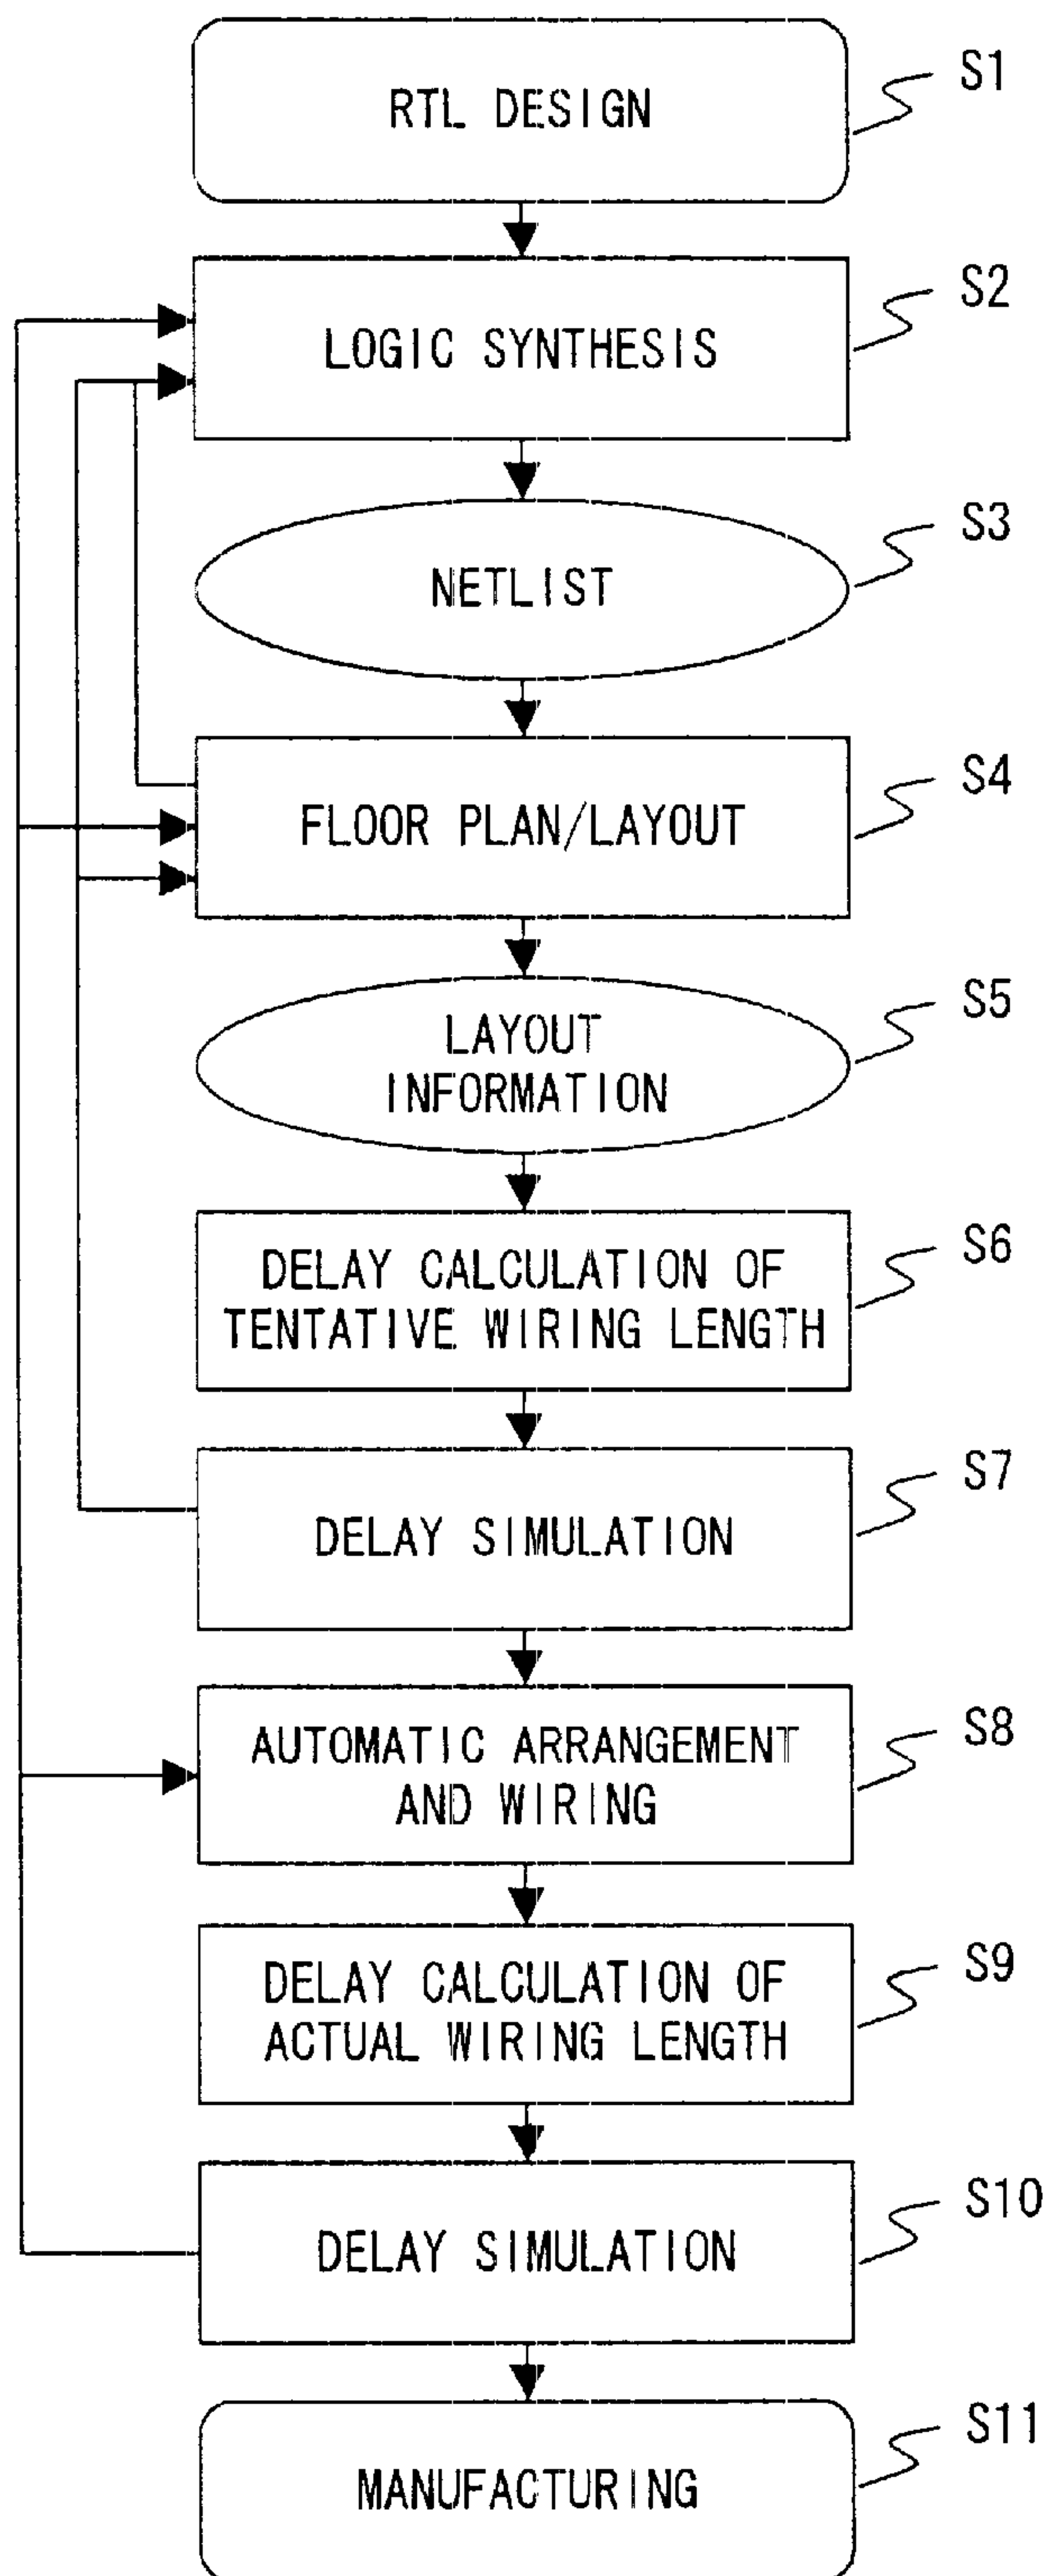 RTL DESIGN
S1
LOGIC SYNTHESIS
S2
NETLIST
S3
FLOOR PLAN/LAYOUT
S4
LAYOUT
INFORMATION
S5
DELAY CALCULATION OF
TENTATIVE WIRING LENGTH
S6
DELAY SIMULATION
S7
AUTOMATIC ARRANGEMENT
AND WIRING
S8
DELAY CALCULATION OF
ACTUAL WIRING LENGTH
S9
DELAY SIMULATION
S10
MANUFACTURING
S11